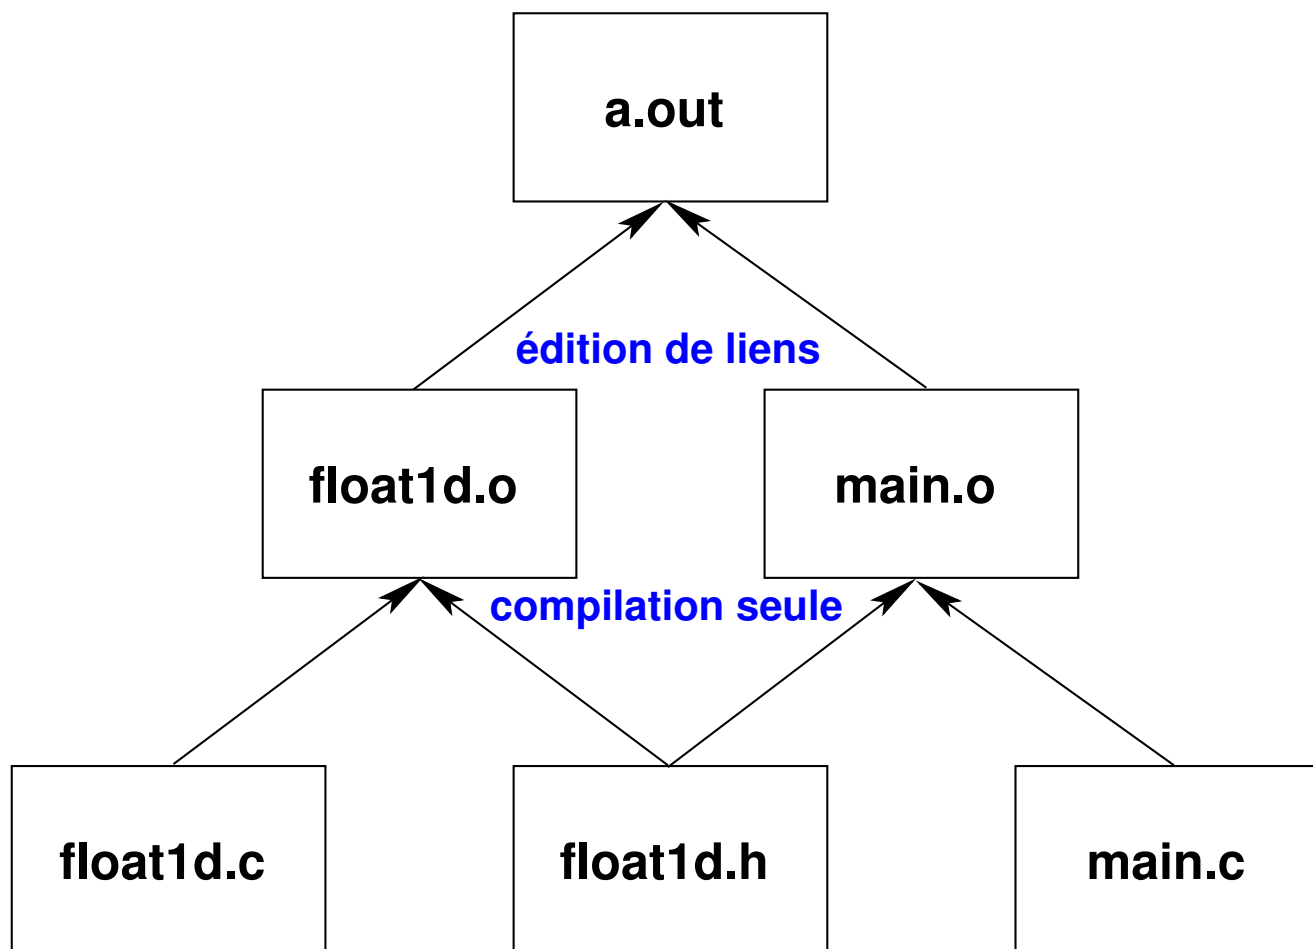 a.out
édition de liens
float1d.o
main.o
compilation seule
float1d.c
float1d.h
main.c